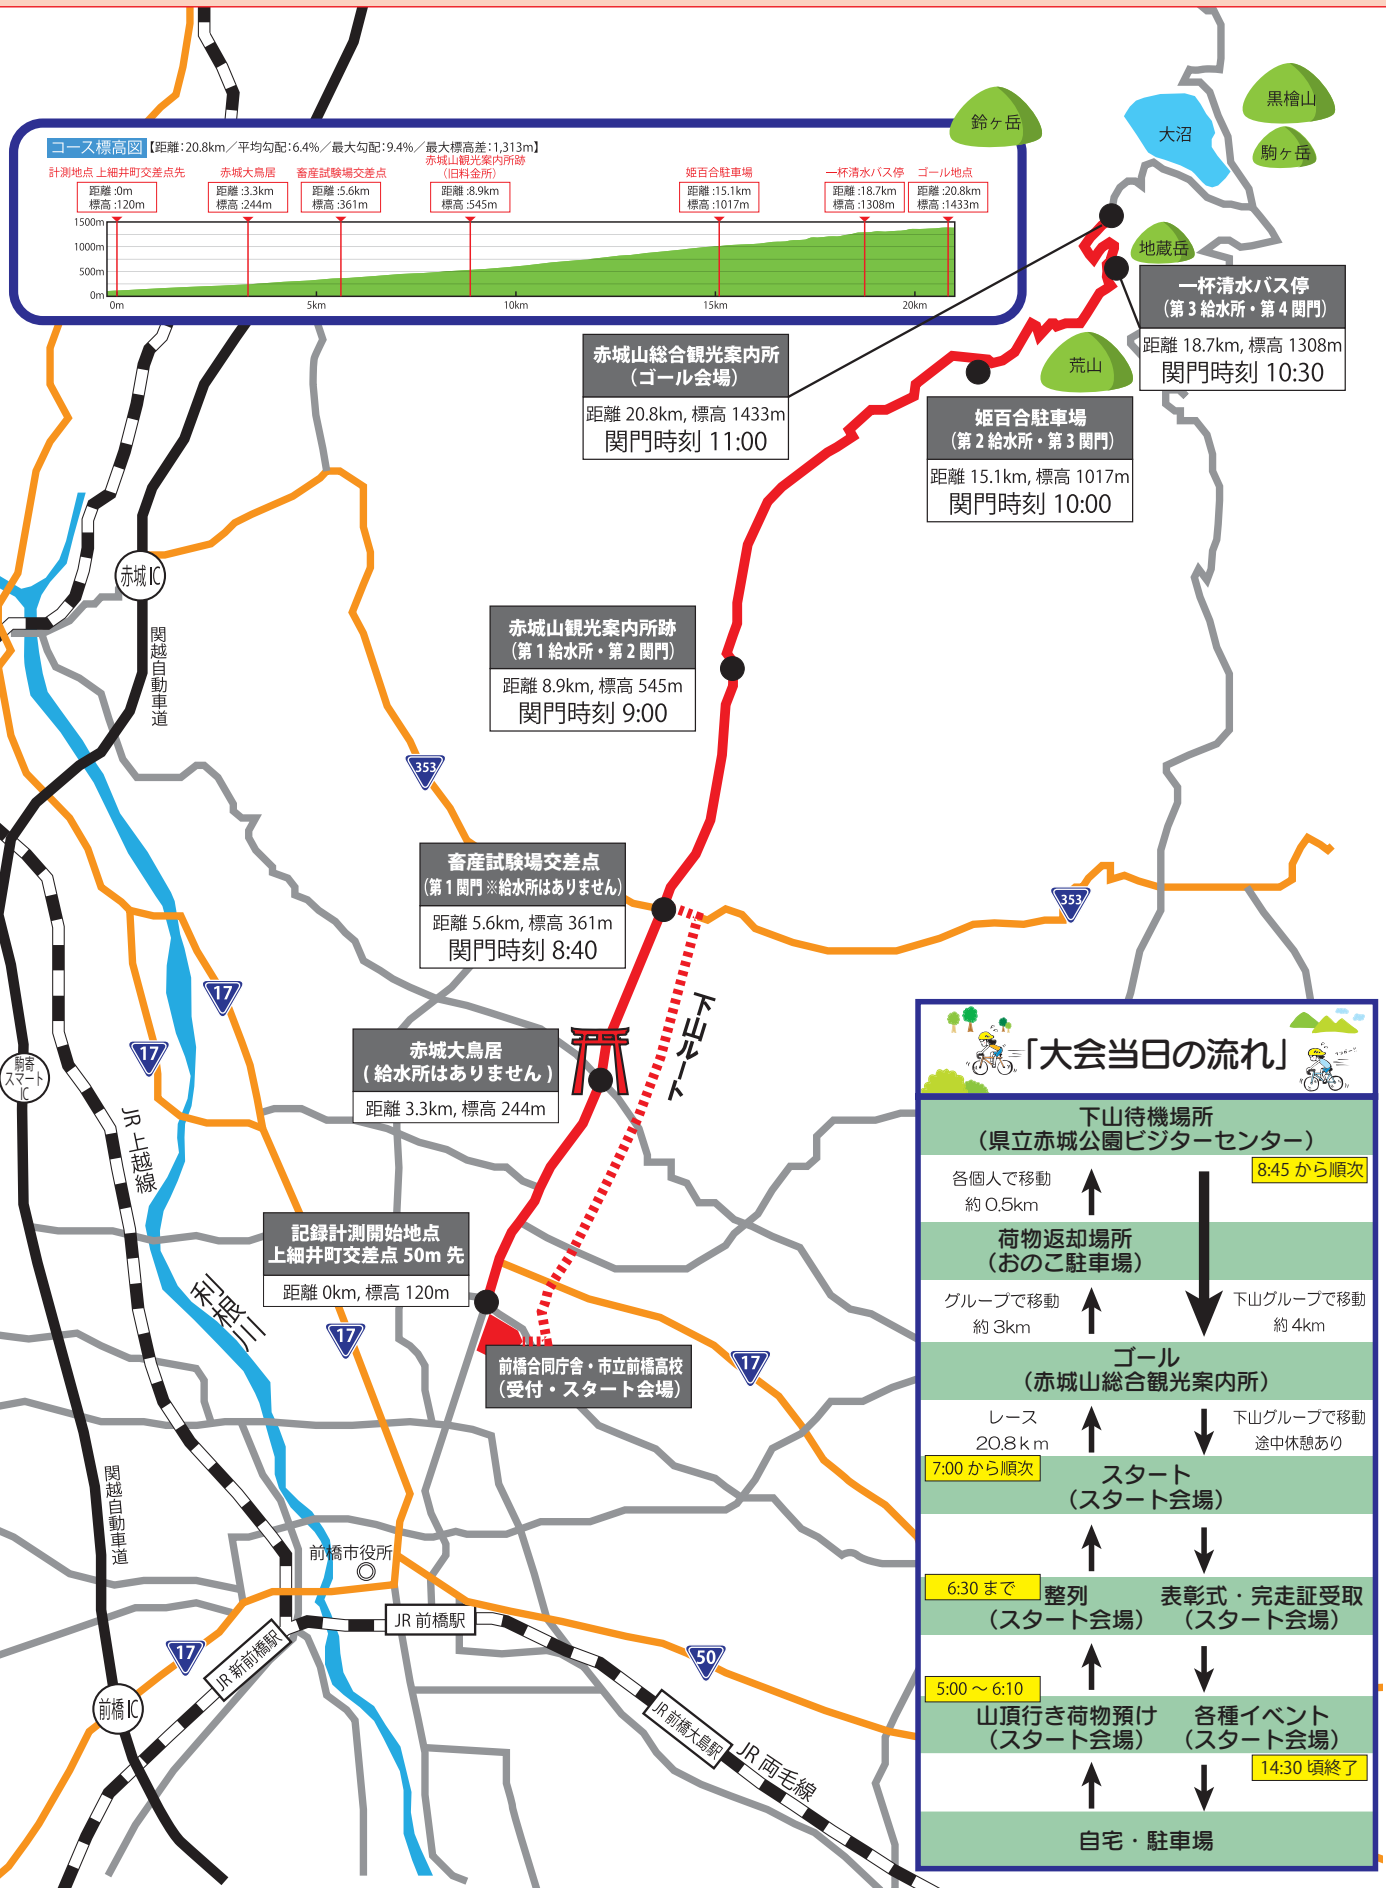 コース標高図【距離:20.8km／平均勾配:6.4%／最大勾配:9.4%／最大標高差:1,313m】
計測地点 上細井町交差点先
距離 :0m
標高 :120m
赤城大鳥居
距離 :3.3km
標高 :244m
畜産試験場交差点
距離 :5.6km
標高 :361m
赤城山観光案内所跡
（旧料金所）
距離 :8.9km
標高 :545m
姫百合駐車場
距離 :15.1km
標高 :1017m
一杯清水バス停
距離 :18.7km
標高 :1308m
ゴール地点
距離 :20.8km
標高 :1433m
1500m
1000m
500m
0m
0m
5km
10km
15km
20km
鈴ヶ岳
大沼
黒檜山
駒ヶ岳
地蔵岳
荒山
一杯清水バス停
（第3給水所・第4関門）
距離 18.7km, 標高 1308m
関門時刻 10:30
赤城山総合観光案内所
（ゴール会場）
距離 20.8km, 標高 1433m
関門時刻 11:00
姫百合駐車場
（第2給水所・第3関門）
距離 15.1km, 標高 1017m
関門時刻 10:00
赤城IC
関越自動車道
赤城山観光案内所跡
（第1給水所・第2関門）
距離 8.9km, 標高 545m
関門時刻 9:00
353
畜産試験場交差点
（第1関門 ※給水所はありません）
距離 5.6km, 標高 361m
関門時刻 8:40
353
17
17
駒寄
スマート
IC
JR 上越線
下山ルート
赤城大鳥居
( 給水所はありません )
距離 3.3km, 標高 244m
記録計測開始地点
上細井町交差点 50m 先
距離 0km, 標高 120m
利根川
17
17
前橋合同庁舎・市立前橋高校
（受付・スタート会場）
関越自動車道
前橋市役所
JR 前橋駅
JR 新前橋駅
17
前橋IC
50
JR 前橋大島駅
JR 両毛線
「大会当日の流れ」
下山待機場所
（県立赤城公園ビジターセンター）
8:45 から順次
各個人で移動
約 0.5km
荷物返却場所
（おのこ駐車場）
グループで移動
約 3km
下山グループで移動
約 4km
ゴール
（赤城山総合観光案内所）
レース
20.8ｋｍ
下山グループで移動
途中休憩あり
7:00 から順次
スタート
（スタート会場）
6:30 まで
整列
（スタート会場）
表彰式・完走証受取
（スタート会場）
5:00 ～ 6:10
山頂行き荷物預け
（スタート会場）
各種イベント
（スタート会場）
14:30 頃終了
自宅・駐車場